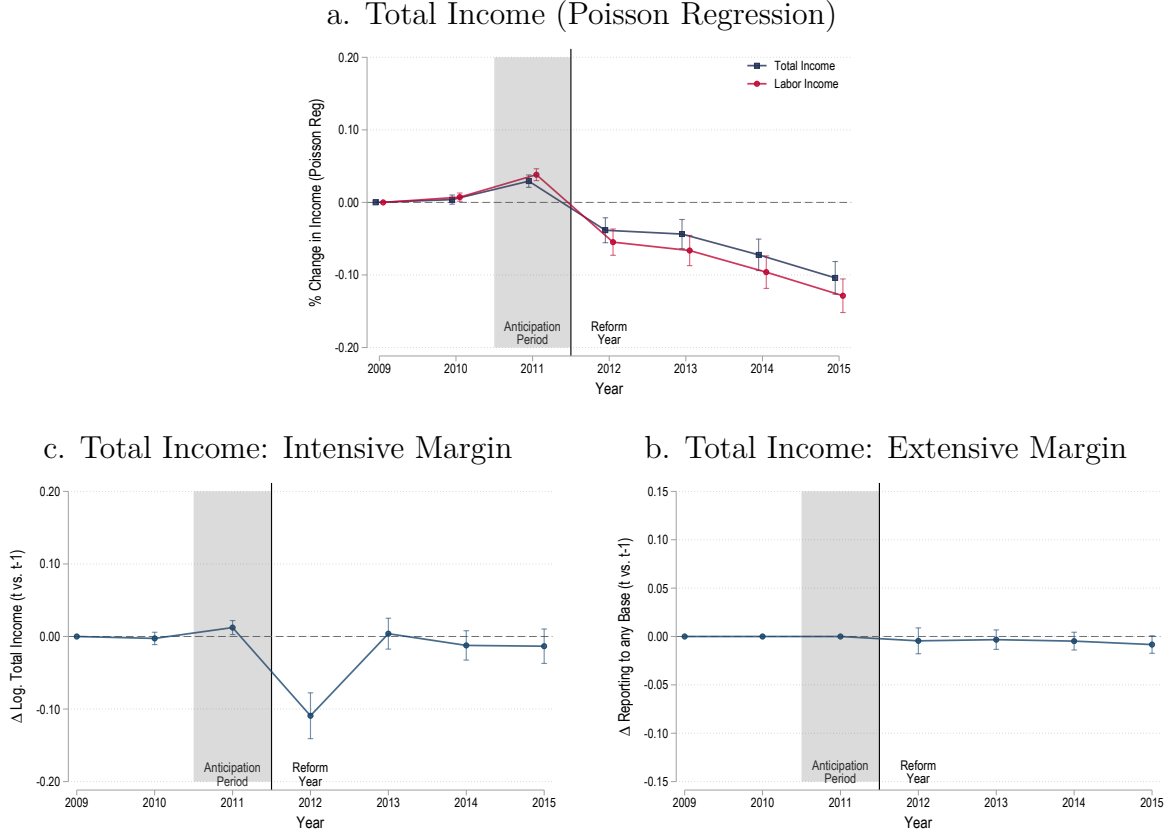 a. Total Income (Poisson Regression)
% Change in Income (Poisson Reg)
0.20
0.10
0.00
-0.10
-0.20
Total Income
Labor Income
Anticipation
Period
Reform
Year
2009 2010 2011 2012 2013 2014 2015
Year
c. Total Income: Intensive Margin
Δ Log. Total Income (t vs. t-1)
0.20
0.10
0.00
-0.10
-0.20
Anticipation
Period
Reform
Year
2009 2010 2011 2012 2013 2014 2015
Year
b. Total Income: Extensive Margin
Δ Reporting to any Base (t vs. t-1)
0.15
0.10
0.05
0.00
-0.05
-0.10
-0.15
Anticipation
Period
Reform
Year
2009 2010 2011 2012 2013 2014 2015
Year